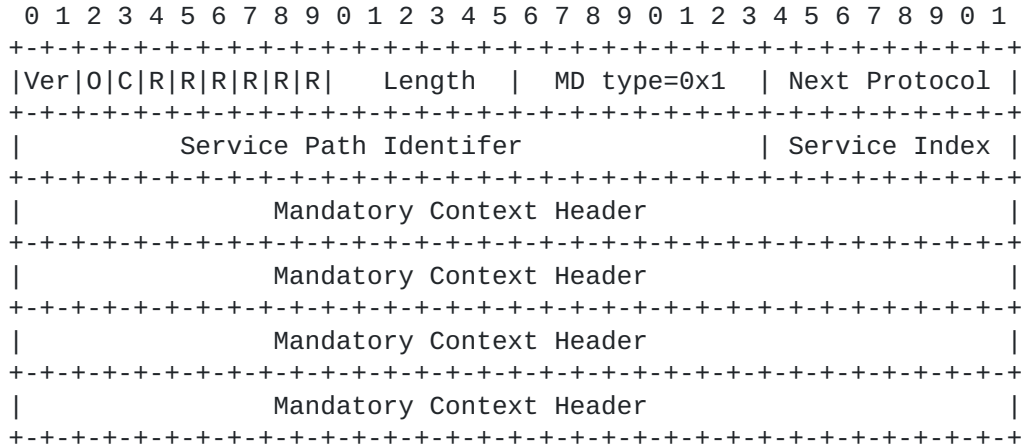 0 1 2 3 4 5 6 7 8 9 0 1 2 3 4 5 6 7 8 9 0 1 2 3 4 5 6 7 8 9 0 1
+-+-+-+-+-+-+-+-+-+-+-+-+-+-+-+-+-+-+-+-+-+-+-+-+-+-+-+-+-+-+-+-+
|Ver|O|C|R|R|R|R|R|R|   Length  |  MD type=0x1  | Next Protocol |
+-+-+-+-+-+-+-+-+-+-+-+-+-+-+-+-+-+-+-+-+-+-+-+-+-+-+-+-+-+-+-+-+
|          Service Path Identifer               | Service Index |
+-+-+-+-+-+-+-+-+-+-+-+-+-+-+-+-+-+-+-+-+-+-+-+-+-+-+-+-+-+-+-+-+
|                Mandatory Context Header                       |
+-+-+-+-+-+-+-+-+-+-+-+-+-+-+-+-+-+-+-+-+-+-+-+-+-+-+-+-+-+-+-+-+
|                Mandatory Context Header                       |
+-+-+-+-+-+-+-+-+-+-+-+-+-+-+-+-+-+-+-+-+-+-+-+-+-+-+-+-+-+-+-+-+
|                Mandatory Context Header                       |
+-+-+-+-+-+-+-+-+-+-+-+-+-+-+-+-+-+-+-+-+-+-+-+-+-+-+-+-+-+-+-+-+
|                Mandatory Context Header                       |
+-+-+-+-+-+-+-+-+-+-+-+-+-+-+-+-+-+-+-+-+-+-+-+-+-+-+-+-+-+-+-+-+